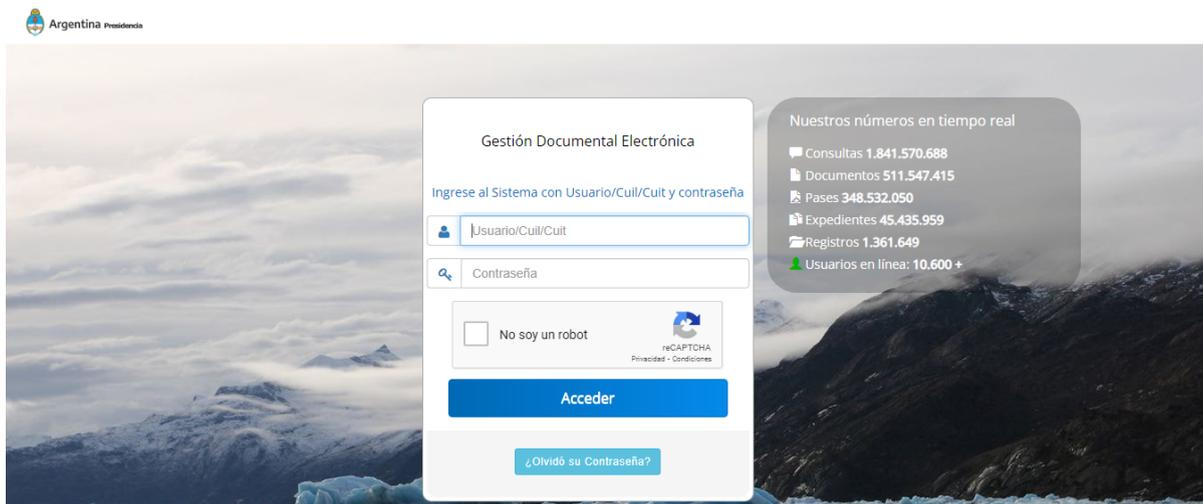 Argentina Presidencia
Gestión Documental Electrónica
Ingrese al Sistema con Usuario/Cuil/Cuit y contraseña
Usuario/Cuil/Cuit
Contraseña
No soy un robot
reCAPTCHA
Privacidad - Condiciones
Acceder
¿Olvidó su Contraseña?
Nuestros números en tiempo real
Consultas 1.841.570.688
Documentos 511.547.415
Pases 348.532.050
Expedientes 45.435.959
Registros 1.361.649
Usuarios en línea: 10.600 +